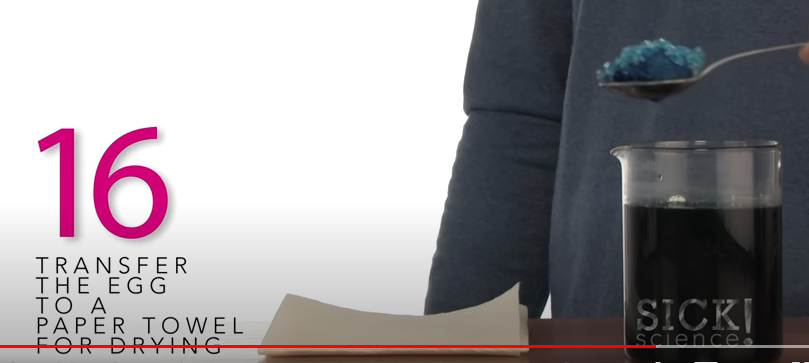 16
TRANSFER
THE EGG
TO A
PAPER TOWEL
FOR DRYING
SICK!
science®